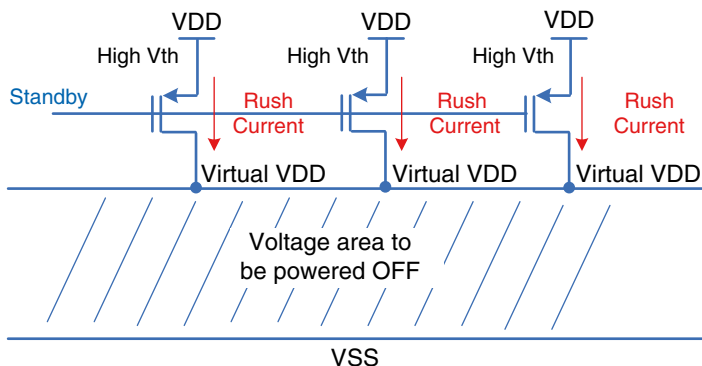 VDD VDD VDD
High Vth High Vth High Vth
Standby
Rush Current
Rush Current
Rush Current
Virtual VDD Virtual VDD Virtual VDD
Voltage area to
be powered OFF
VSS